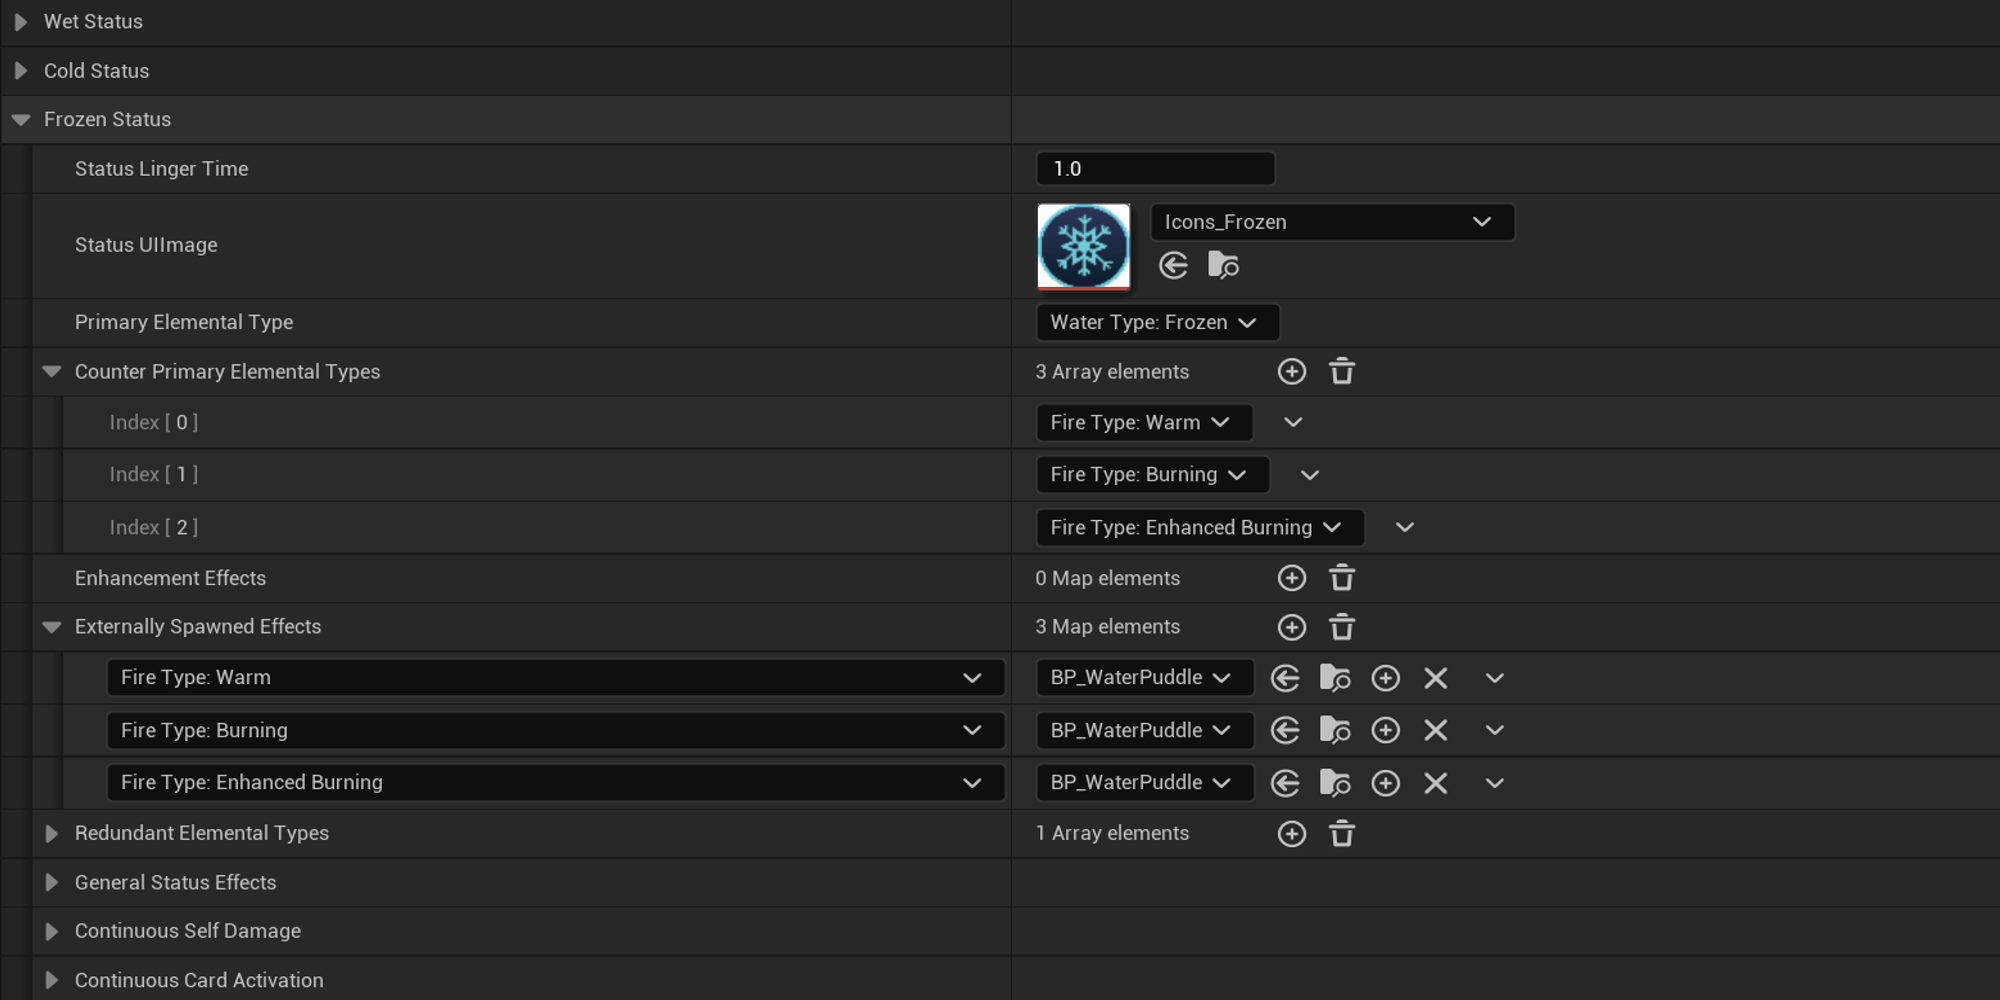 Wet Status
Cold Status
Frozen Status
Status Linger Time 1.0
Status UIImage Icons_Frozen
Primary Elemental Type Water Type: Frozen
Counter Primary Elemental Types 3 Array elements
Index [ 0 ] Fire Type: Warm
Index [ 1 ] Fire Type: Burning
Index [ 2 ] Fire Type: Enhanced Burning
Enhancement Effects 0 Map elements
Externally Spawned Effects 3 Map elements
Fire Type: Warm BP_WaterPuddle
Fire Type: Burning BP_WaterPuddle
Fire Type: Enhanced Burning BP_WaterPuddle
Redundant Elemental Types 1 Array elements
General Status Effects
Continuous Self Damage
Continuous Card Activation